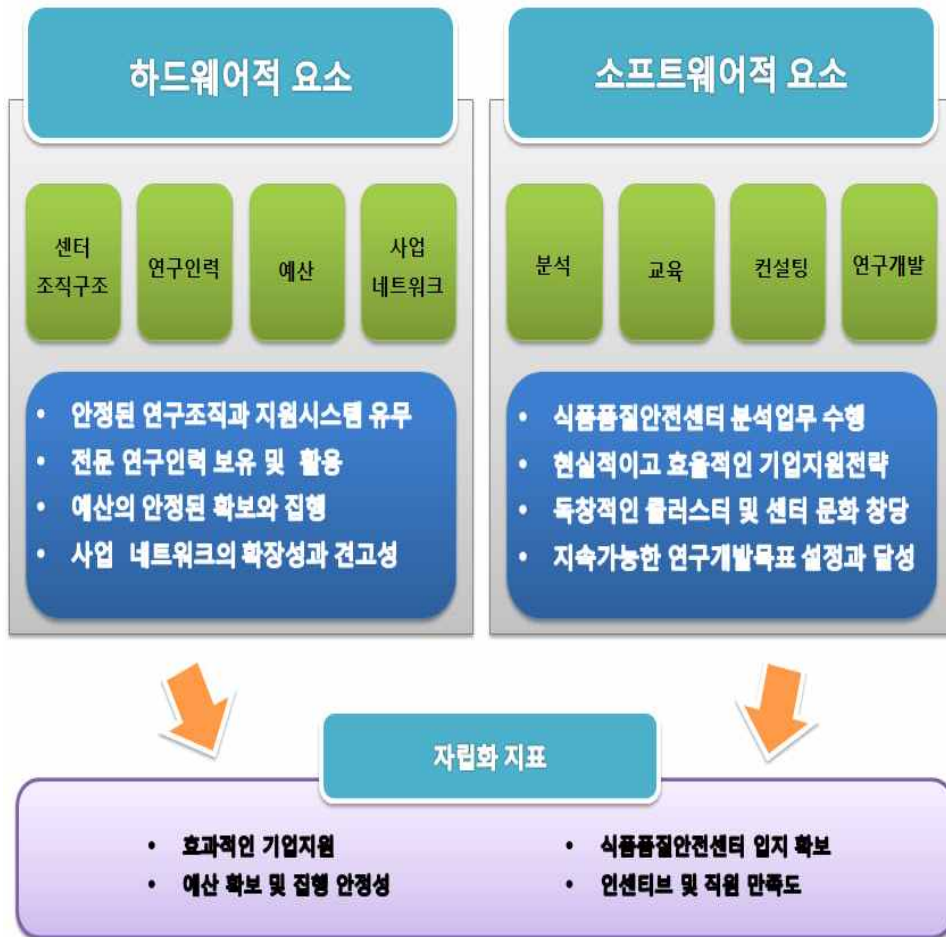 하드웨어적 요소
센터
조직구조
연구인력
예산
사업
네트워크
• 안정된 연구조직과 지원시스템 유무
• 전문 연구인력 보유 및 활용
• 예산의 안정된 확보와 집행
• 사업 네트워크의 확장성과 견고성
소프트웨어적 요소
분석
교육
컨설팅
연구개발
• 식품품질안전센터 분석업무 수행
• 현실적이고 효율적인 기업지원전략
• 독창적인 클러스터 및 센터 문화 창당
• 지속가능한 연구개발목표 설정과 달성
자립화 지표
• 효과적인 기업지원
• 예산 확보 및 집행 안정성
• 식품품질안전센터 입지 확보
• 인센티브 및 직원 만족도